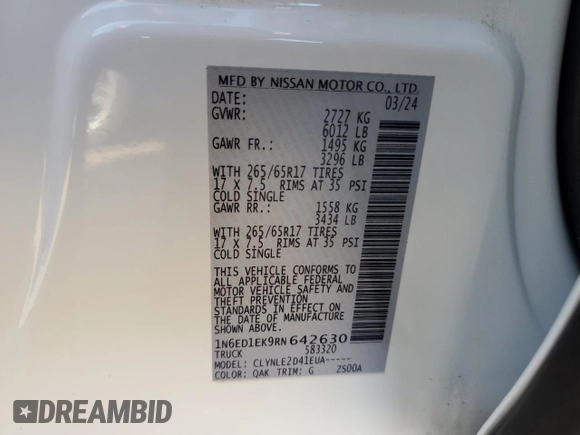 MFD BY NISSAN MOTOR CO., LTD.
DATE: 03/24
GVWR: 2727 KG
6012 LB
GAWR FR.: 1495 KG
3296 LB
WITH 265/65R17 TIRES
17 X 7.5 RIMS AT 35 PSI
COLD SINGLE
GAWR RR.: 1558 KG
3434 LB
WITH 265/65R17 TIRES
17 X 7.5 RIMS AT 35 PSI
COLD SINGLE
THIS VEHICLE CONFORMS TO
ALL APPLICABLE FEDERAL
MOTOR VEHICLE SAFETY AND
THEFT PREVENTION
STANDARDS IN EFFECT ON
THE DATE OF MANUFACTURE
SHOWN ABOVE.
1N6ED1EK9RN642630
TRUCK 583320
MODEL: CLYNLE2D41EUA-----
COLOR: QAK TRIM: G ZS00A
DREAMBID